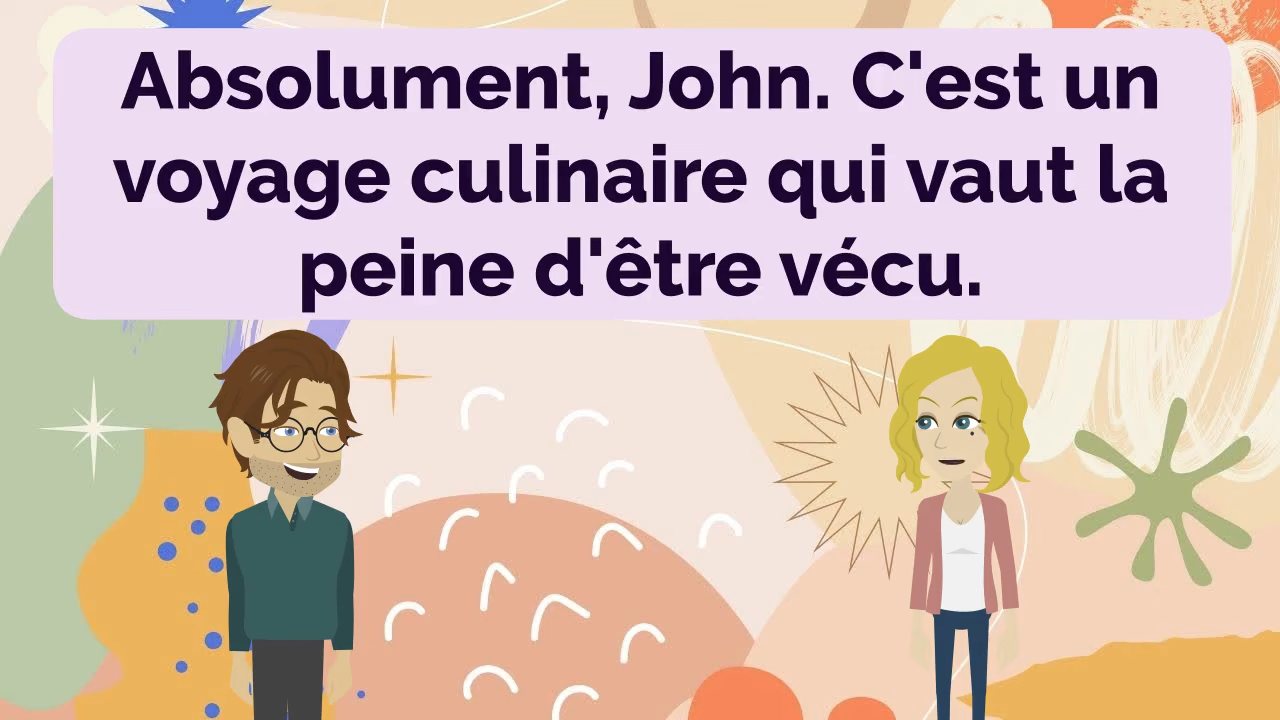 Absolument, John. C'est un
voyage culinaire qui vaut la
peine d'être vécu.